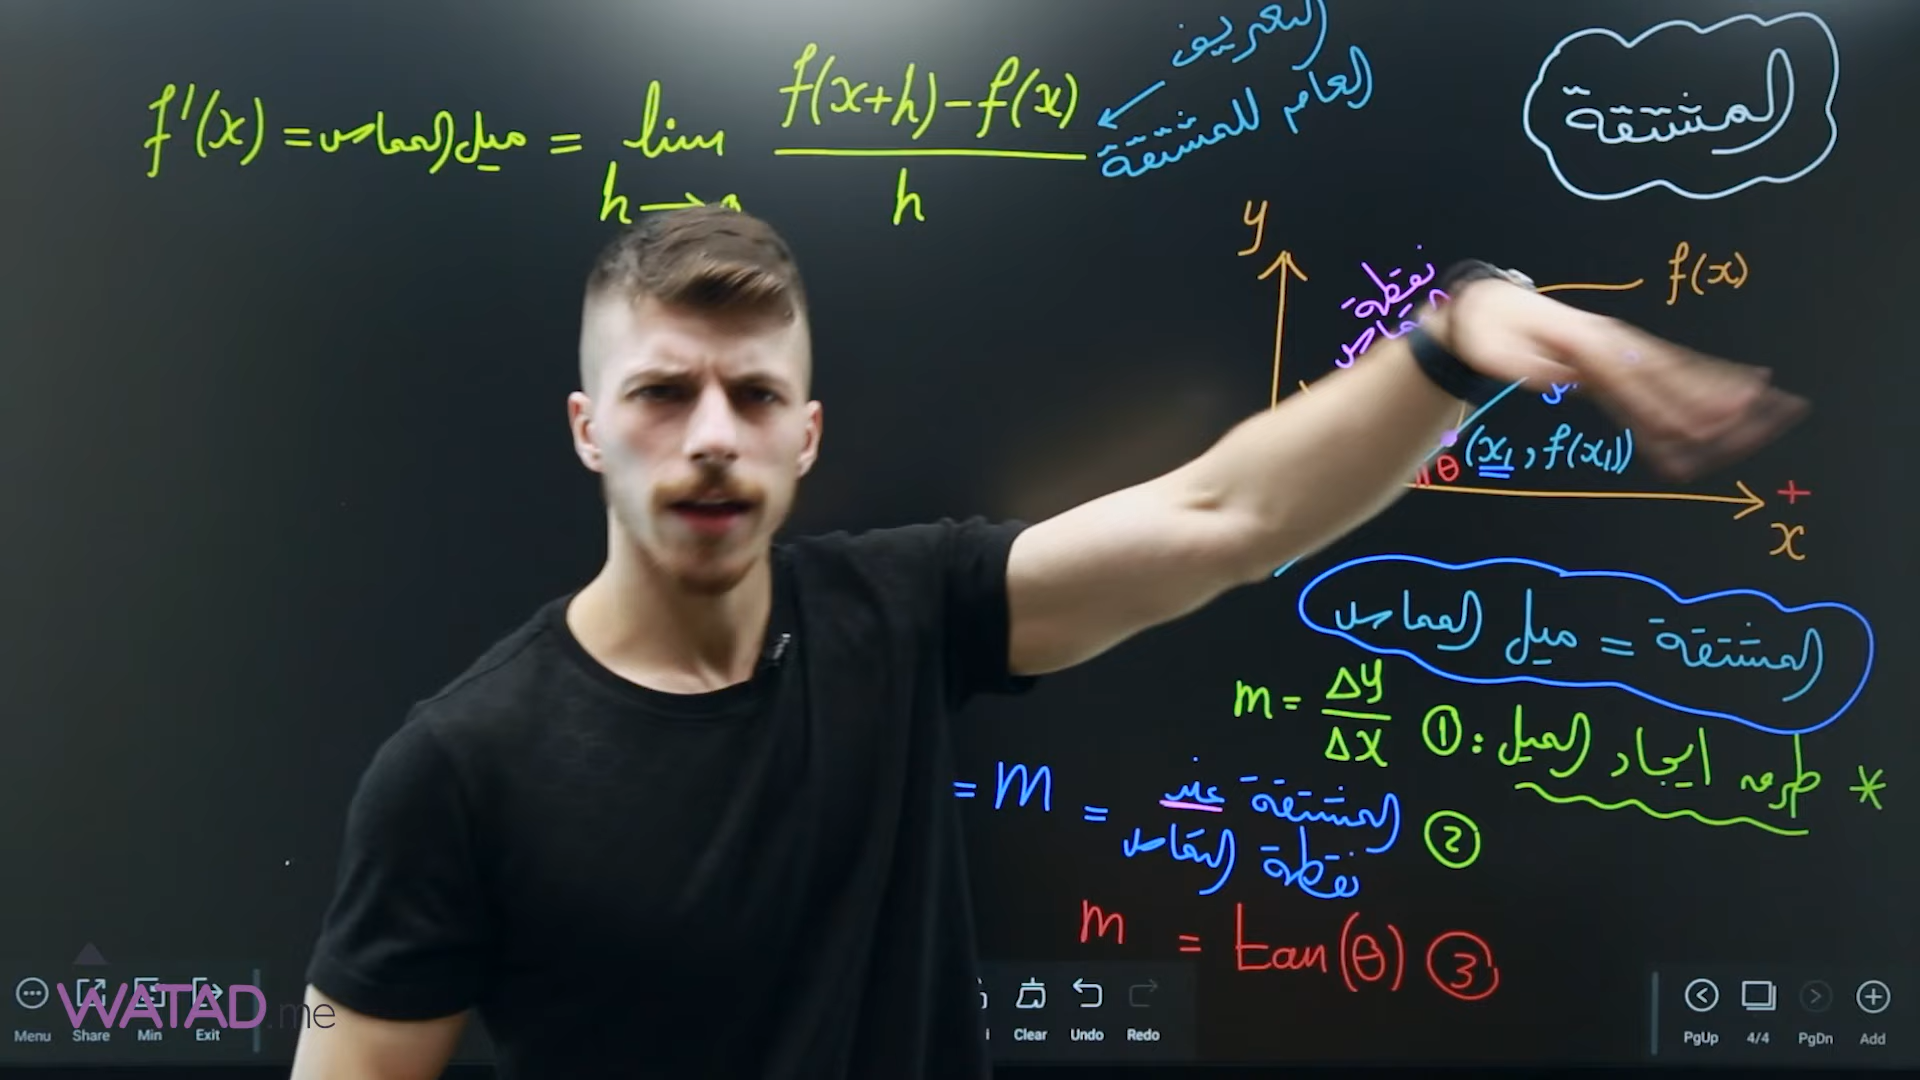 المشتقة
f'(x) = ميل المماس = lim h→ f(x+h) − f(x) / h
التعريف
العام للمشتقة
y
f(x)
نقطة
(x₁, f(x₁))
θ
+
x
المشتقة = ميل المماس
* طرق ايجاد الميل :
① m = Δy / Δx
② المشتقة عند = m =
نقطة التماس
③ m = tan(θ)
WATAD.me
Menu Share Min Exit Clear Undo Redo PgUp 4/4 PgDn Add